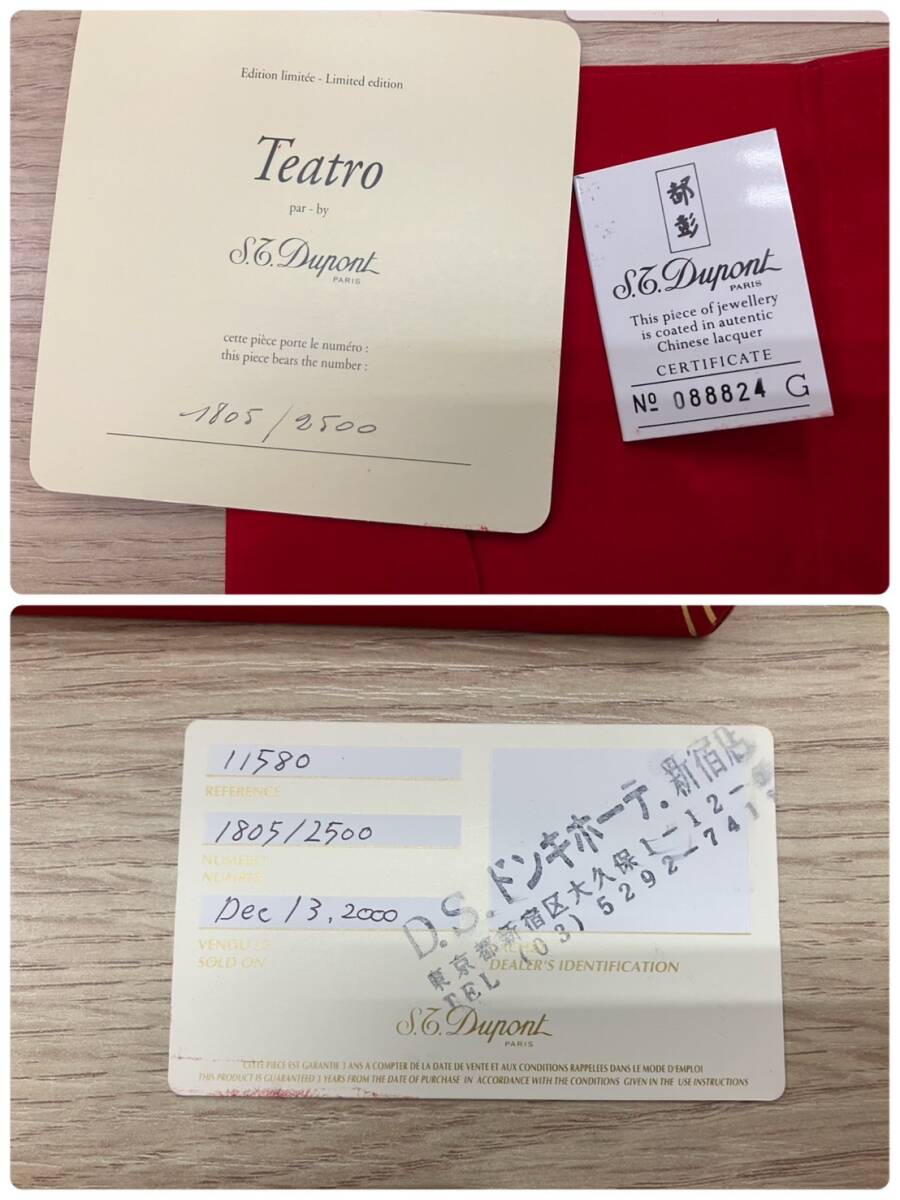 Edition limitée - Limited edition
Teatro
par - by
S.T. Dupont
PARIS
cette pièce porte le numéro :
this piece bears the number :
1805/2500
都
彭
S.T. Dupont
PARIS
This piece of jewellery
is coated in autentic
Chinese lacquer
CERTIFICATE
Nº 088824 G
11580
REFERENCE
1805/2500
NUMERO
NUMBER
Dec 13, 2000
VENDU LE
SOLD ON
D.S.ドンキホーテ.新宿店
東京都新宿区大久保1-12-
TEL (03) 5292-741
DEALER'S IDENTIFICATION
S.T. Dupont
PARIS
CETTE PIECE EST GARANTIE 3 ANS A COMPTER DE LA DATE DE VENTE ET AUX CONDITIONS RAPPELEES DANS LE MODE D'EMPLOI
THIS PRODUCT IS GUARANTEED 3 YEARS FROM THE DATE OF PURCHASE IN ACCORDANCE WITH THE CONDITIONS GIVEN IN THE USE INSTRUCTIONS